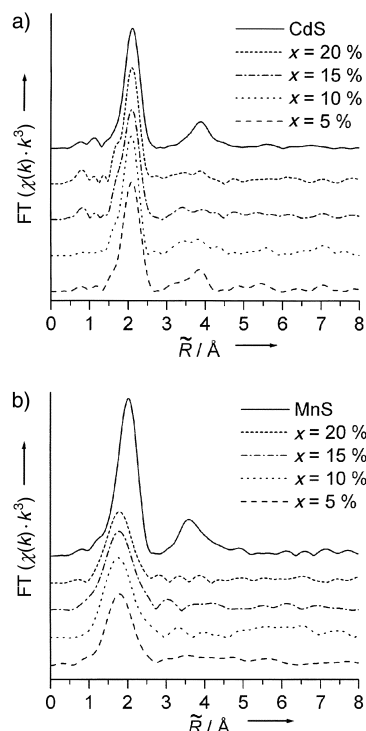 a)
CdS
x = 20 %
x = 15 %
x = 10 %
x = 5 %
FT (χ(k)·k³)
0 1 2 3 4 5 6 7 8
R̃ / Å
b)
MnS
x = 20 %
x = 15 %
x = 10 %
x = 5 %
FT (χ(k)·k³)
0 1 2 3 4 5 6 7 8
R̃ / Å